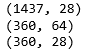 (1437, 28)
(360, 64)
(360, 28)